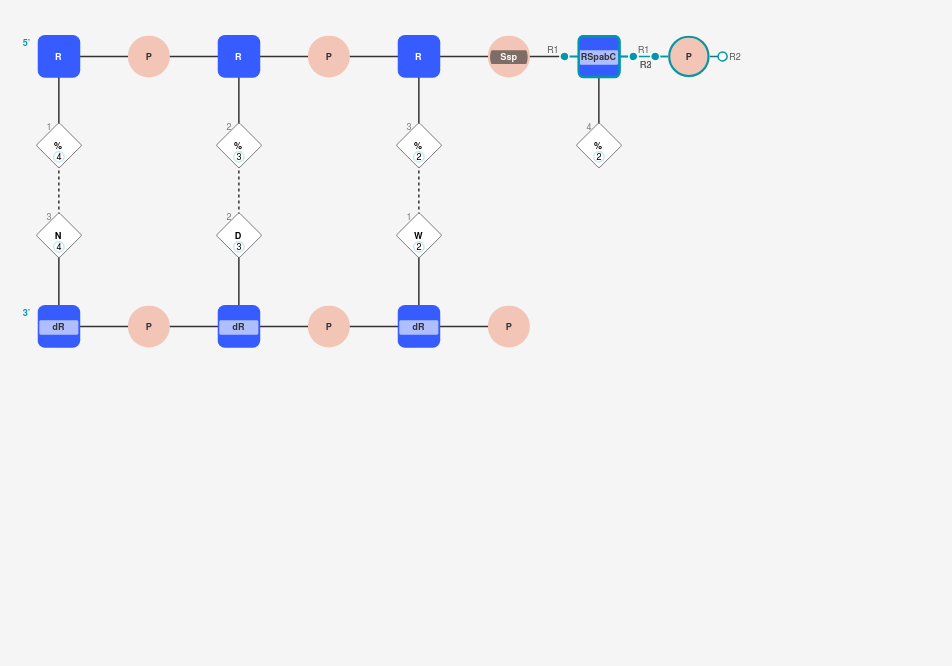 5' R P R P R Ssp R1 RSpabC R1 R2 P R2
1 2 3 4
% % % %
4 3 2 2
3 2 1
N D W
4 3 2
3' dR P dR P dR P